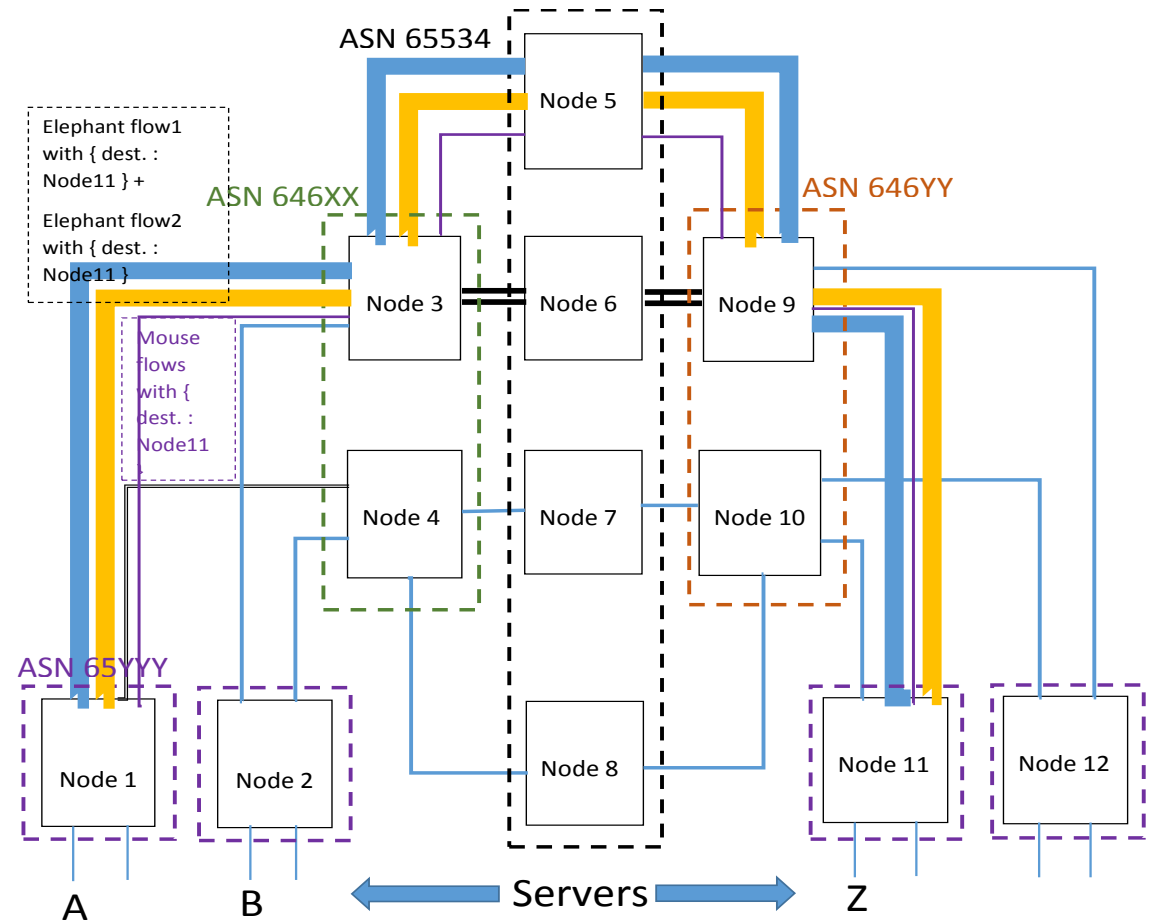 ASN 65534
Node 5
Elephant flow1
with { dest. :
Node11 } +
Elephant flow2
with { dest. :
Node11 }
ASN 646XX
ASN 646YY
Node 3
Node 6
Node 9
Mouse
flows
with {
dest. :
Node11
}
Node 4
Node 7
Node 10
ASN 65YYY
Node 1
Node 2
Node 8
Node 11
Node 12
A
B
Servers
Z